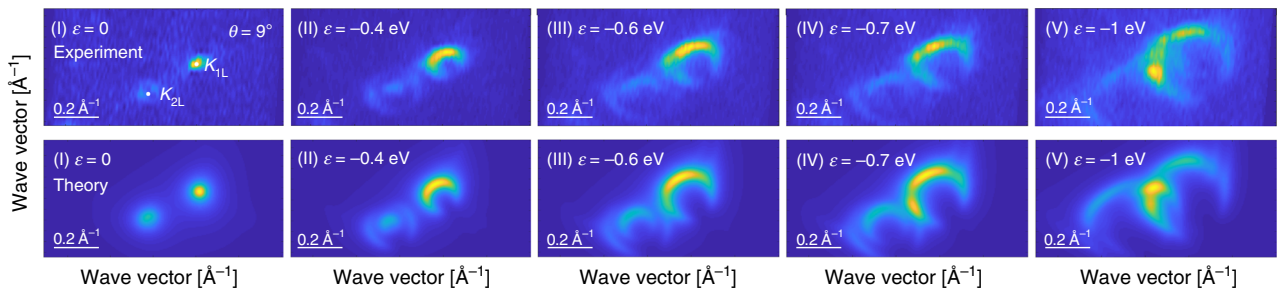 (I) ε = 0
θ = 9°
Experiment
K1L
K2L
0.2 Å−1
(II) ε = −0.4 eV
0.2 Å−1
(III) ε = −0.6 eV
0.2 Å−1
(IV) ε = −0.7 eV
0.2 Å−1
(V) ε = −1 eV
0.2 Å−1
Wave vector [Å−1]
(I) ε = 0
Theory
0.2 Å−1
(II) ε = −0.4 eV
0.2 Å−1
(III) ε = −0.6 eV
0.2 Å−1
(IV) ε = −0.7 eV
0.2 Å−1
(V) ε = −1 eV
0.2 Å−1
Wave vector [Å−1]
Wave vector [Å−1]
Wave vector [Å−1]
Wave vector [Å−1]
Wave vector [Å−1]